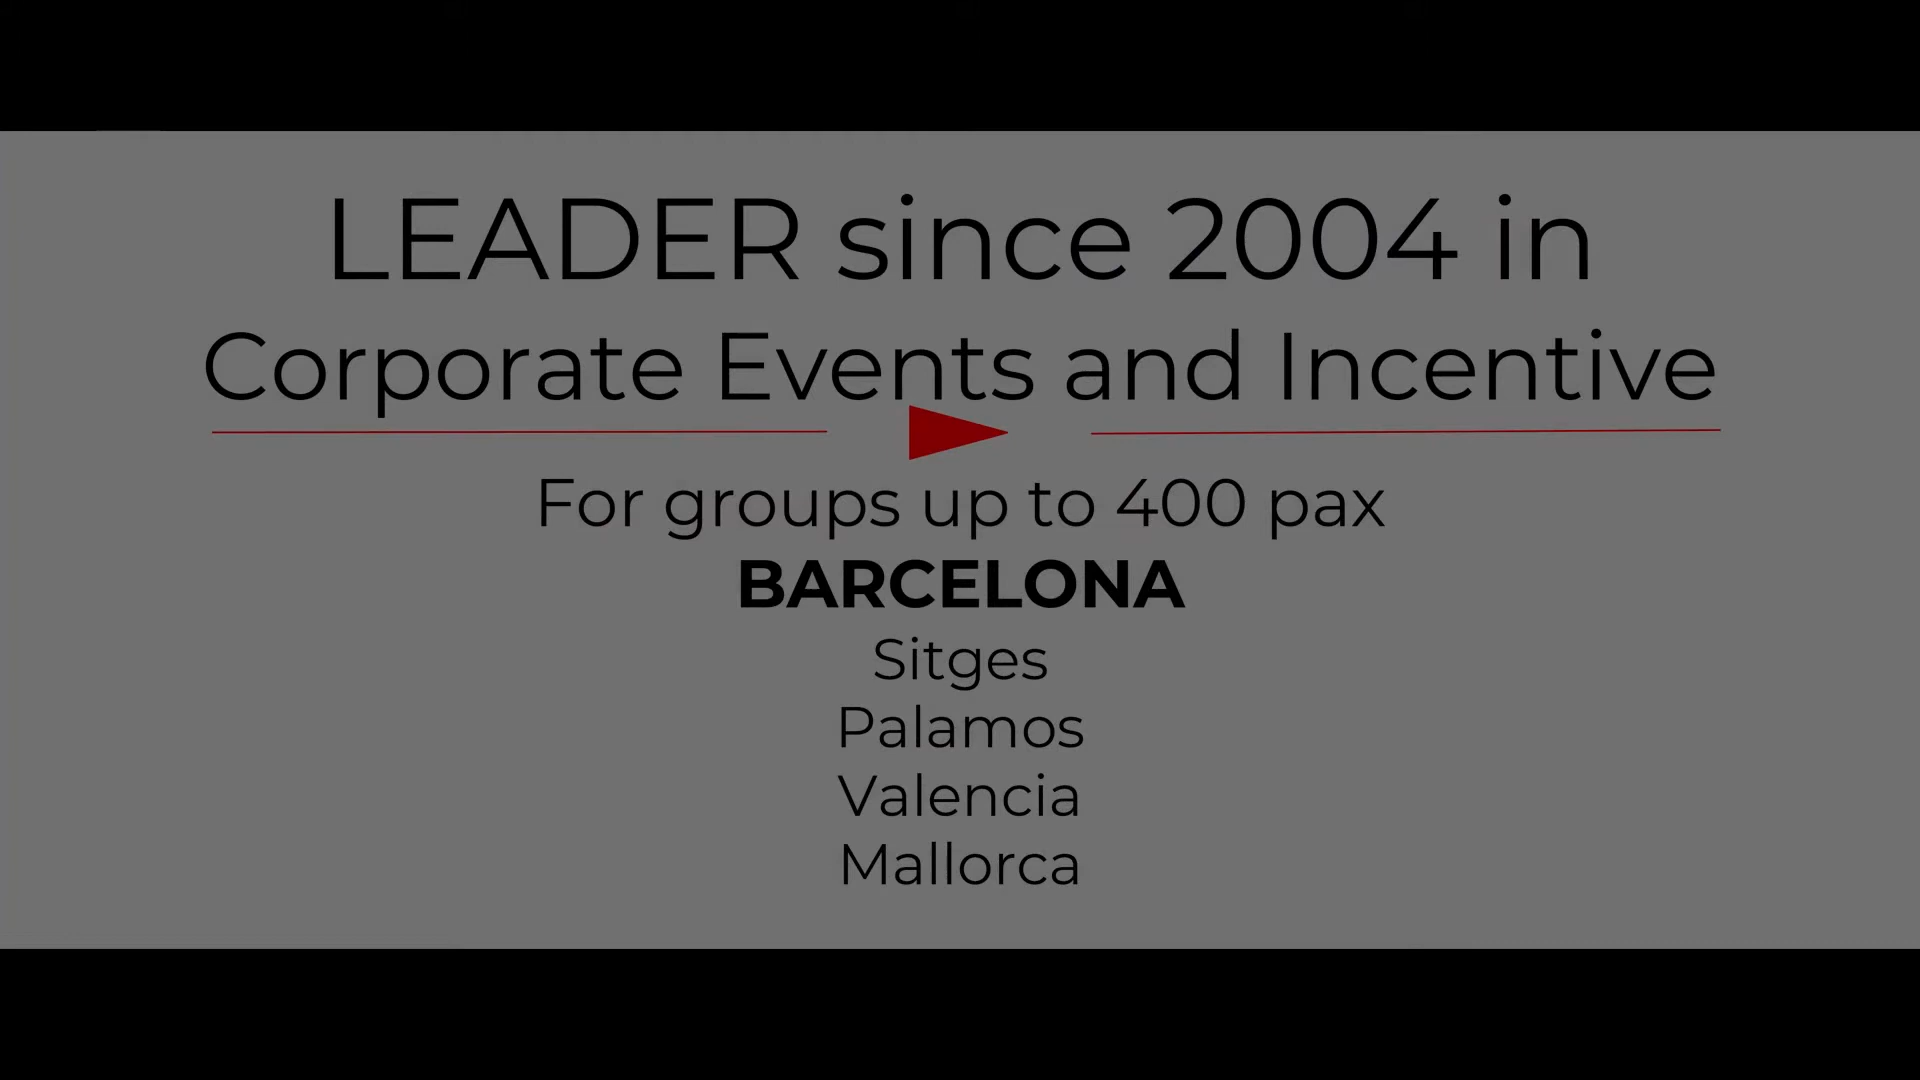 LEADER since 2004 in
Corporate Events and Incentive
For groups up to 400 pax
BARCELONA
Sitges
Palamos
Valencia
Mallorca